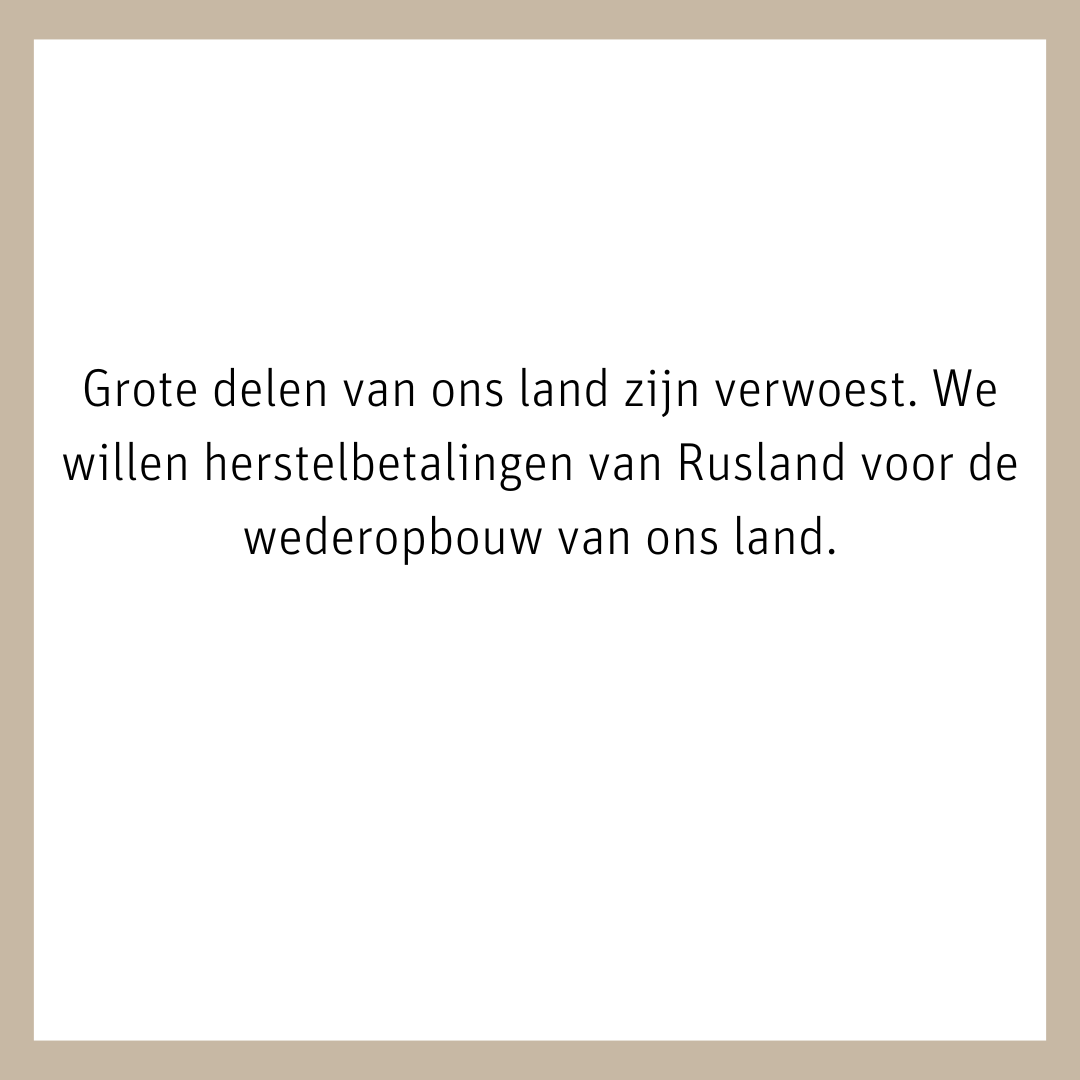 Grote delen van ons land zijn verwoest. We
willen herstelbetalingen van Rusland voor de
wederopbouw van ons land.